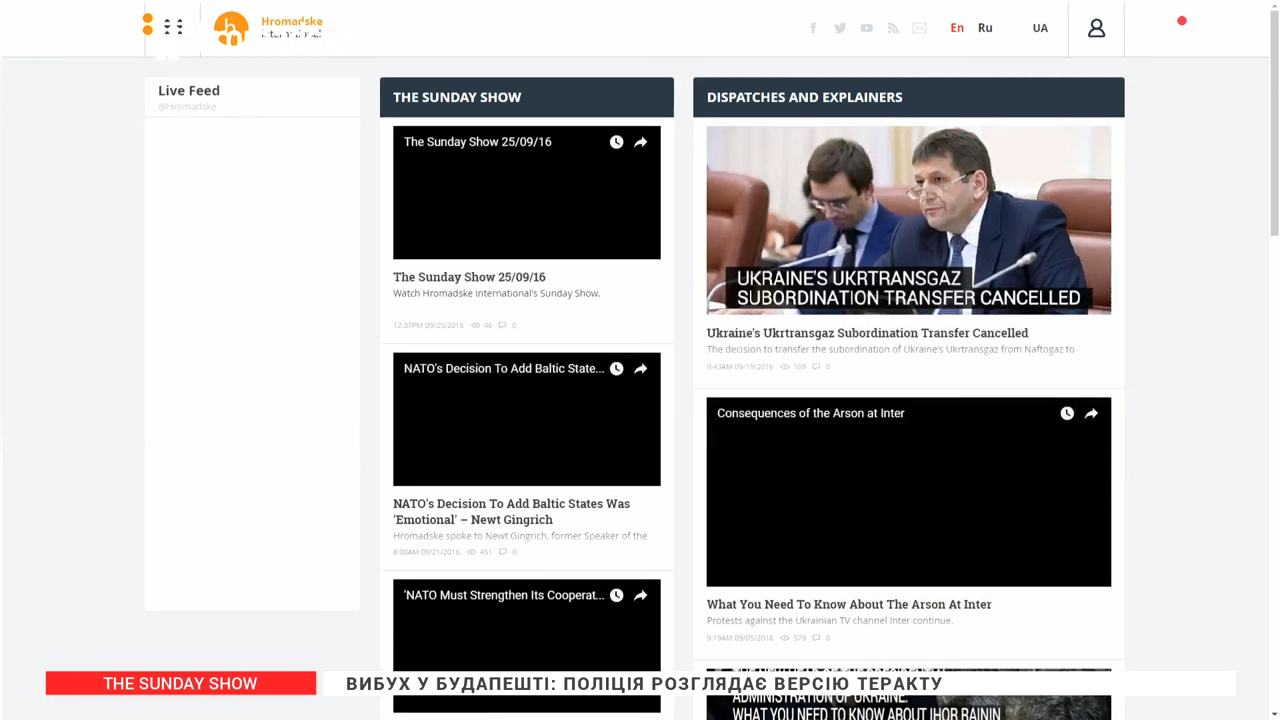 Hromadske
International
En
Ru
UA
Live Feed
@Hromadske
THE SUNDAY SHOW
The Sunday Show 25/09/16
The Sunday Show 25/09/16
Watch Hromadske international's Sunday Show.
12:37PM 09/25/2016 46 0
NATO's Decision To Add Baltic State...
NATO's Decision To Add Baltic States Was
'Emotional' – Newt Gingrich
Hromadske spoke to Newt Gingrich, former Speaker of the
8:00AM 09/21/2016 451 0
'NATO Must Strengthen Its Cooperat...
DISPATCHES AND EXPLAINERS
UKRAINE'S UKRTRANSGAZ
SUBORDINATION TRANSFER CANCELLED
Ukraine's Ukrtransgaz Subordination Transfer Cancelled
The decision to transfer the subordination of Ukraine's Ukrtransgaz from Naftogaz to
9:43AM 09/19/2016 109 0
Consequences of the Arson at Inter
What You Need To Know About The Arson At Inter
Protests against the Ukrainian TV channel Inter continue.
9:19AM 09/05/2016 579 0
THE NEW HEAD OF THE PRESIDENTIAL
ADMINISTRATION OF UKRAINE:
WHAT YOU NEED TO KNOW ABOUT IHOR RAININ
THE SUNDAY SHOW
ВИБУХ У БУДАПЕШТІ: ПОЛІЦІЯ РОЗГЛЯДАЄ ВЕРСІЮ ТЕРАКТУ